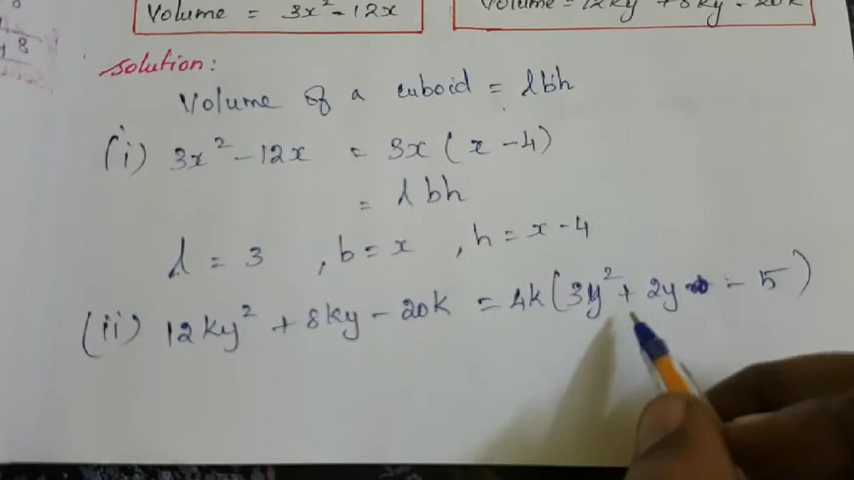 Volume = 3x² - 12x
Volume = 12ky² + 8ky - 20k
8
Solution:
Volume of a cuboid = lbh
(i) 3x² - 12x = 3x (x - 4)
= lbh
l = 3 , b = x , h = x - 4
(ii) 12ky² + 8ky - 20k = 4k (3y² + 2y - 5)